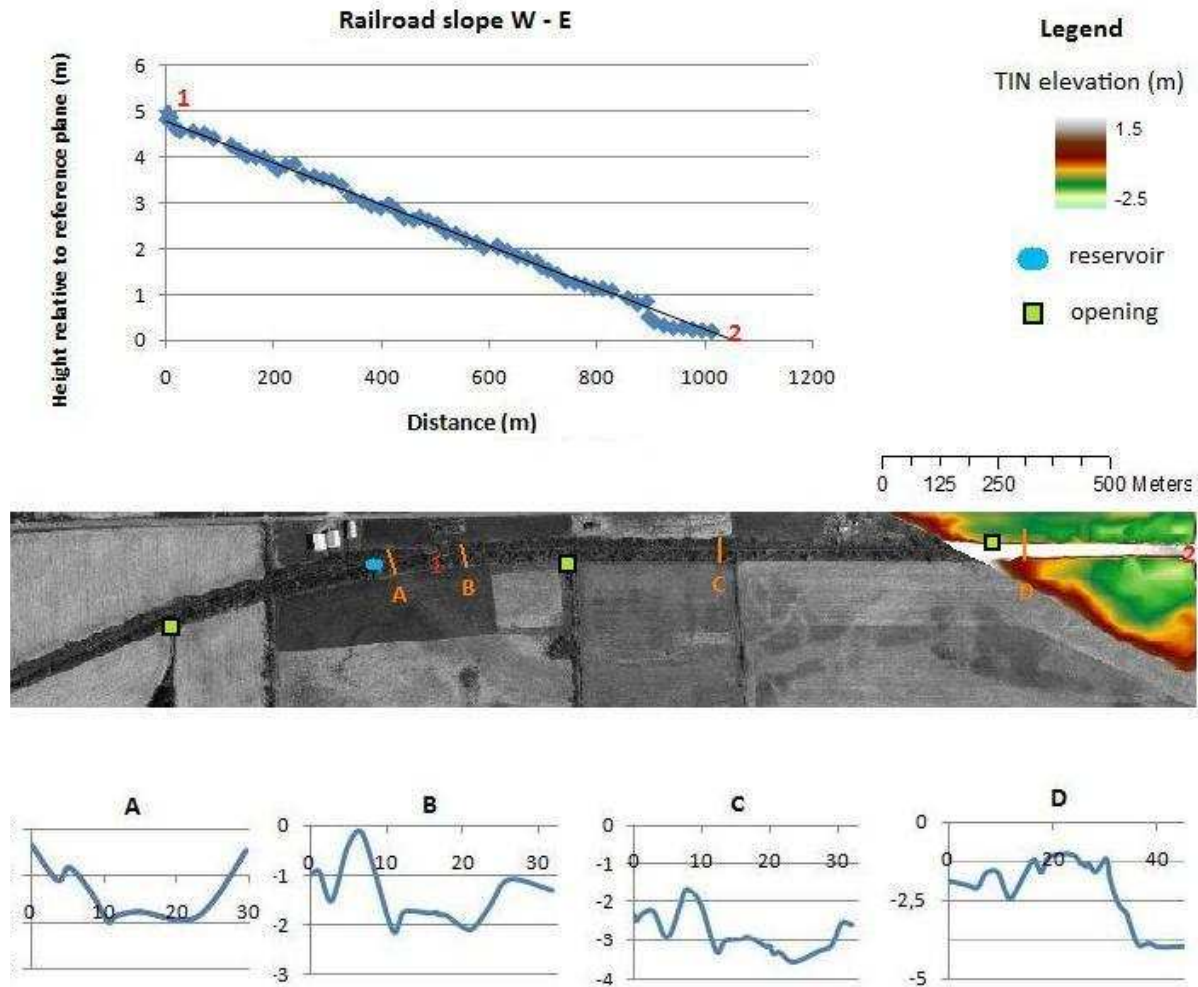 Railroad slope W - E
Height relative to reference plane (m)
6
5
4
3
2
1
0
1
2
0 200 400 600 800 1000 1200
Distance (m)
Legend
TIN elevation (m)
1.5
-2.5
reservoir
opening
0 125 250 500 Meters
A
1
B
C
D
2
A
0 10 20 30
B
0
-1
-2
-3
0 10 20 30
C
0
-1
-2
-3
-4
0 10 20 30
D
0
-2,5
-5
0 20 40